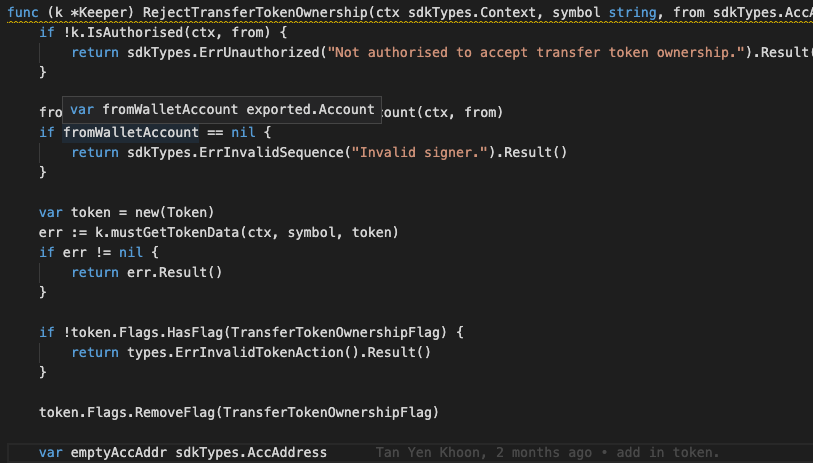 func (k *Keeper) RejectTransferTokenOwnership(ctx sdkTypes.Context, symbol string, from sdkTypes.AccA
if !k.IsAuthorised(ctx, from) {
return sdkTypes.ErrUnauthorized("Not authorised to accept transfer token ownership.").Result(
}
var fromWalletAccount exported.Account
fro ount(ctx, from)
if fromWalletAccount == nil {
return sdkTypes.ErrInvalidSequence("Invalid signer.").Result()
}
var token = new(Token)
err := k.mustGetTokenData(ctx, symbol, token)
if err != nil {
return err.Result()
}
if !token.Flags.HasFlag(TransferTokenOwnershipFlag) {
return types.ErrInvalidTokenAction().Result()
}
token.Flags.RemoveFlag(TransferTokenOwnershipFlag)
var emptyAccAddr sdkTypes.AccAddress Tan Yen Khoon, 2 months ago • add in token.